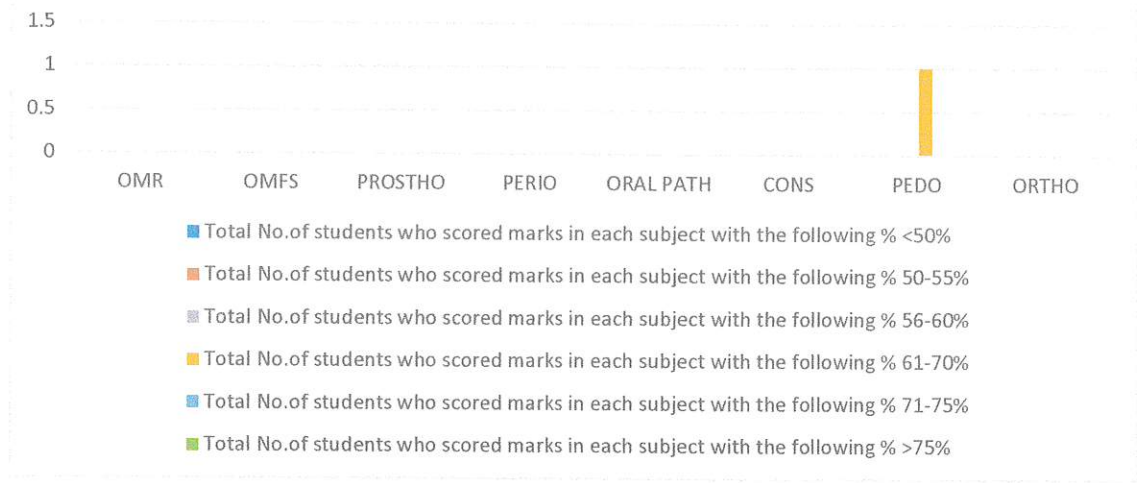 1.5
1
0.5
0
OMR OMFS PROSTHO PERIO ORAL PATH CONS PEDO ORTHO
Total No.of students who scored marks in each subject with the following % <50%
Total No.of students who scored marks in each subject with the following % 50-55%
Total No.of students who scored marks in each subject with the following % 56-60%
Total No.of students who scored marks in each subject with the following % 61-70%
Total No.of students who scored marks in each subject with the following % 71-75%
Total No.of students who scored marks in each subject with the following % >75%